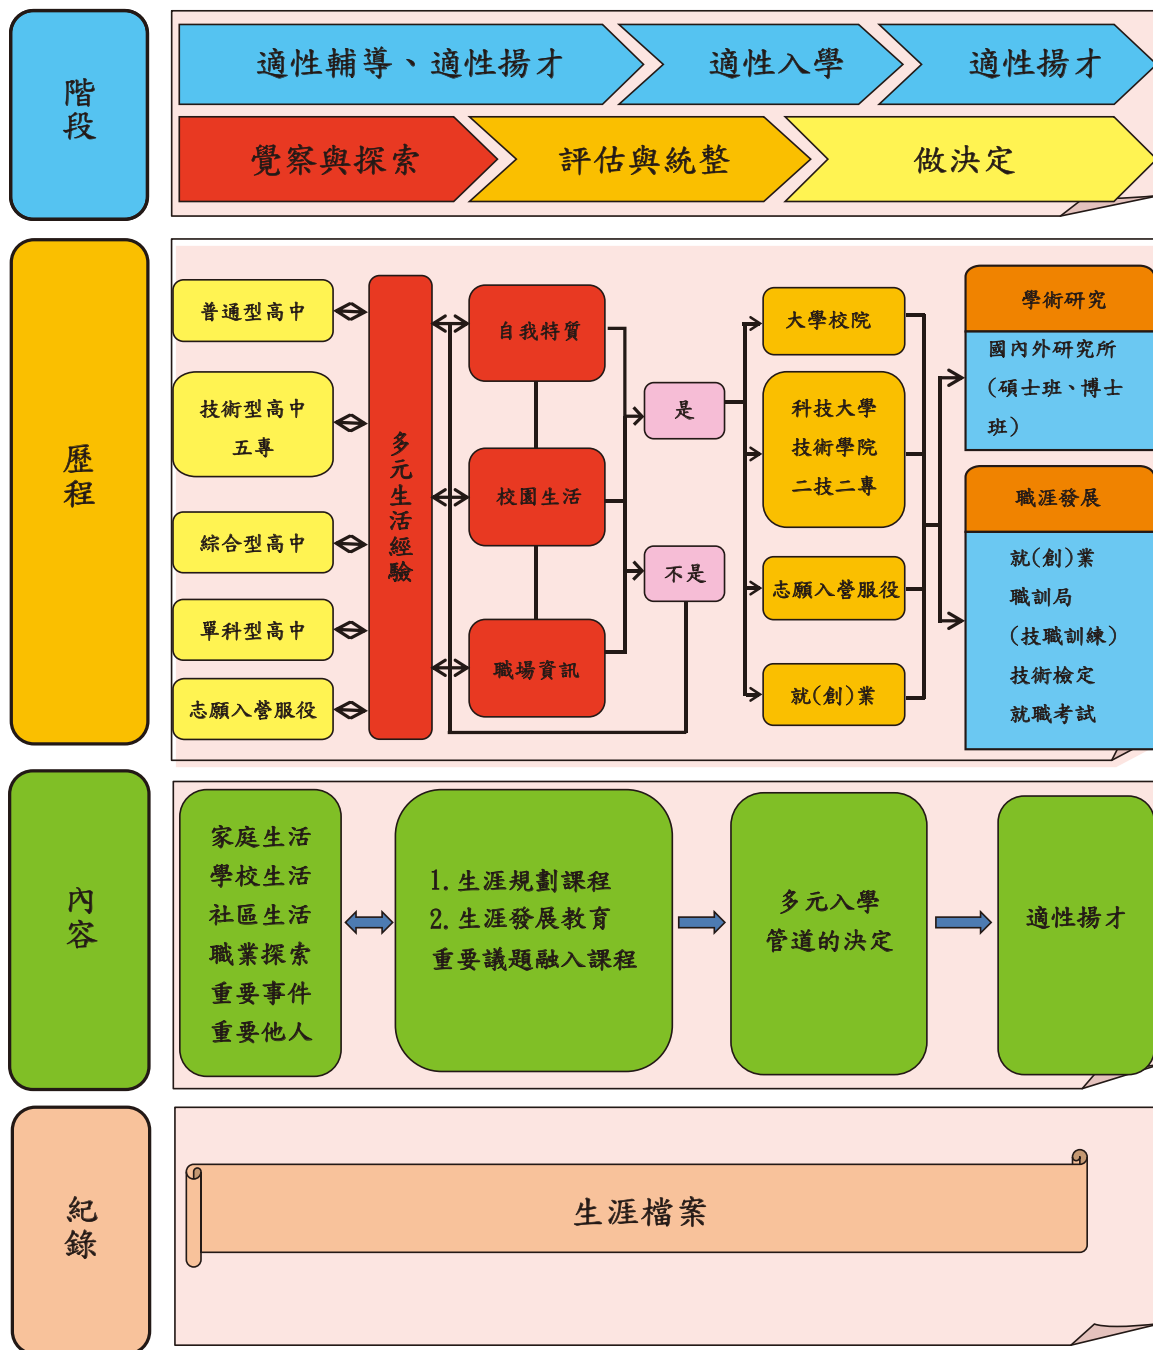 階段
適性輔導、適性揚才
適性入學
適性揚才
覺察與探索
評估與統整
做決定
歷程
普通型高中
技術型高中
五專
綜合型高中
單科型高中
志願入營服役
多元生活經驗
自我特質
校園生活
職場資訊
是
不是
大學校院
科技大學
技術學院
二技二專
志願入營服役
就(創)業
學術研究
國內外研究所
(碩士班、博士
班)
職涯發展
就(創)業
職訓局
(技職訓練)
技術檢定
就職考試
內容
家庭生活
學校生活
社區生活
職業探索
重要事件
重要他人
1. 生涯規劃課程
2. 生涯發展教育
重要議題融入課程
多元入學
管道的決定
適性揚才
紀錄
生涯檔案